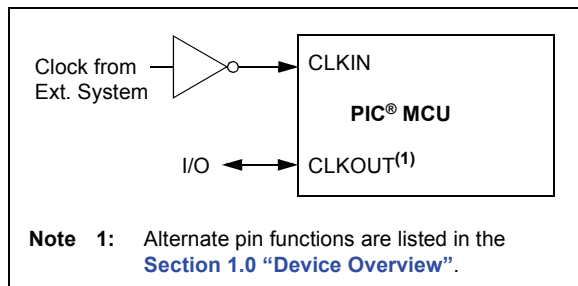 Clock from
Ext. System
CLKIN
PIC® MCU
I/O
CLKOUT(1)
Note 1: Alternate pin functions are listed in the
Section 1.0 “Device Overview”.